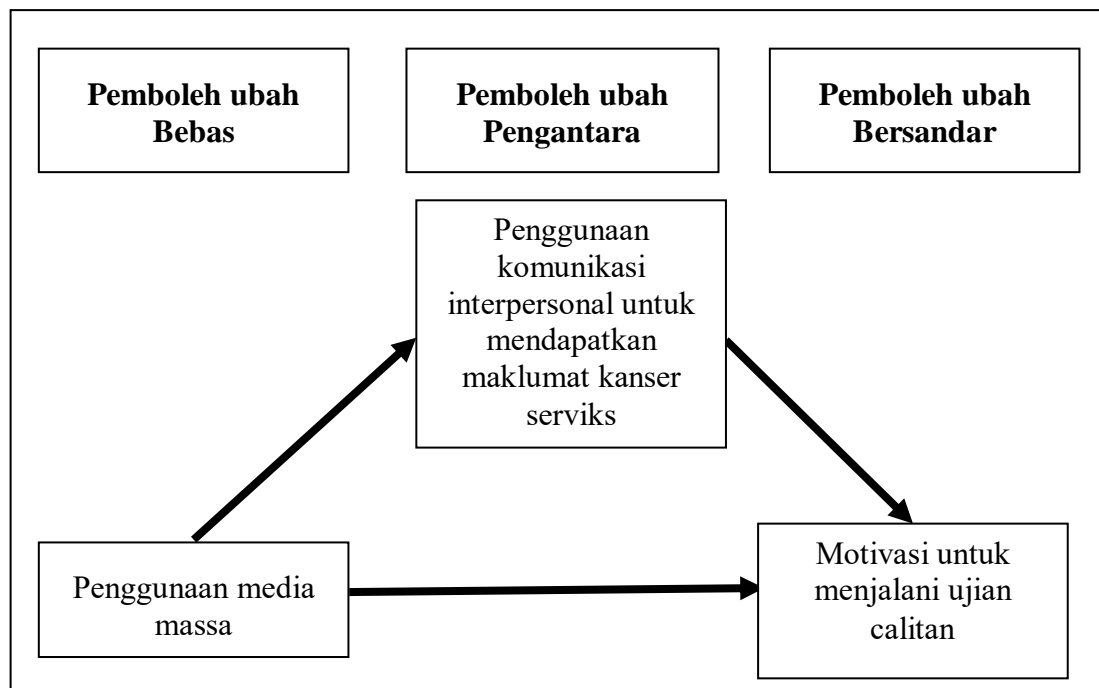 Pemboleh ubah
Bebas
Pemboleh ubah
Pengantara
Pemboleh ubah
Bersandar
Penggunaan
komunikasi
interpersonal untuk
mendapatkan
maklumat kanser
serviks
Penggunaan media
massa
Motivasi untuk
menjalani ujian
calitan